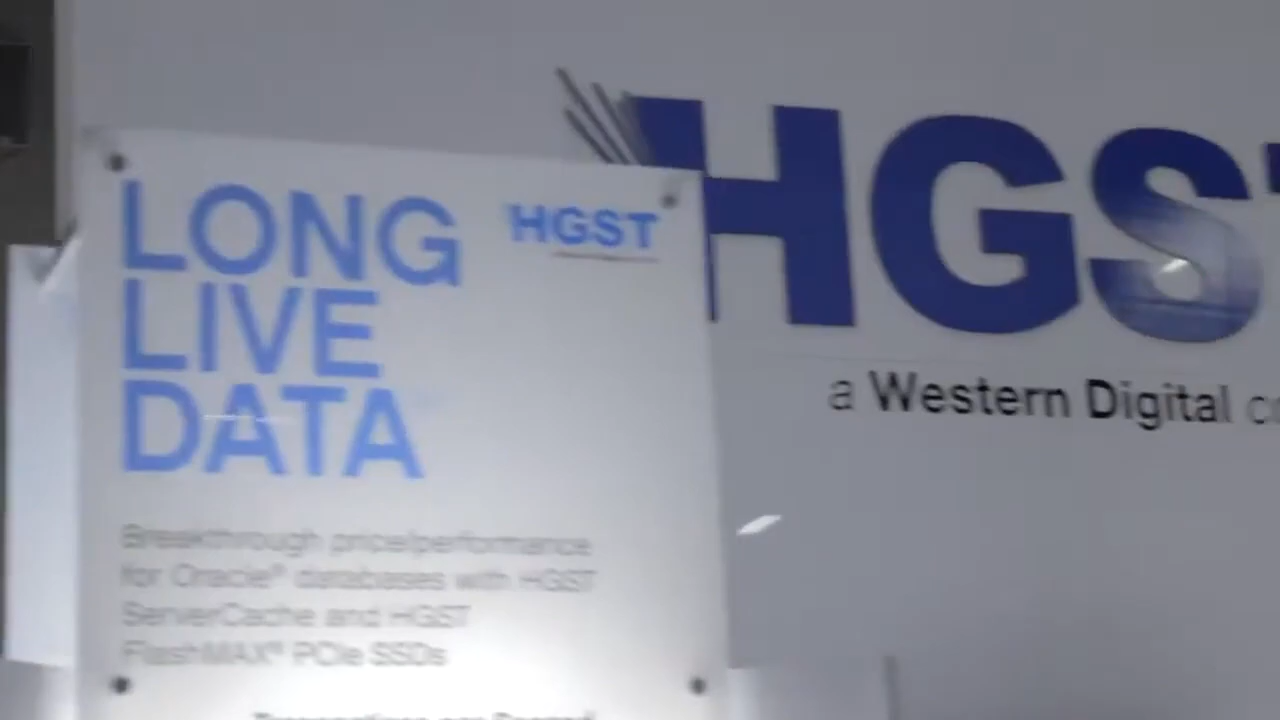 LONG
LIVE
DATA
HGST
Breakthrough price/performance
for Oracle® databases with HGST
ServerCache and HGST
FlashMAX® PCIe SSDs
HGST
a Western Digital